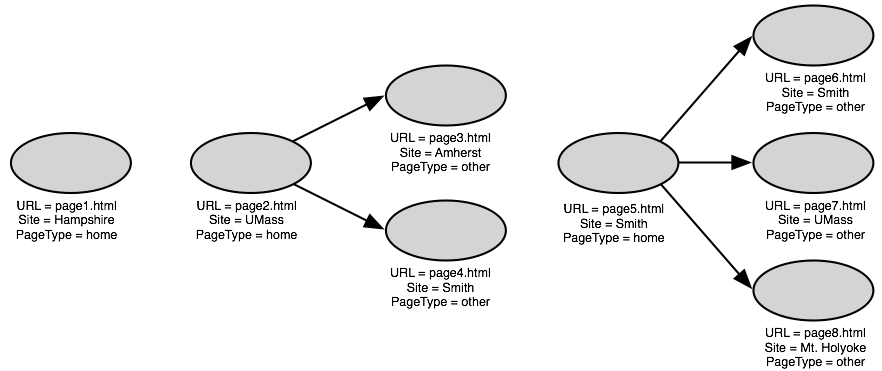 URL = page1.html
Site = Hampshire
PageType = home
URL = page2.html
Site = UMass
PageType = home
URL = page3.html
Site = Amherst
PageType = other
URL = page4.html
Site = Smith
PageType = other
URL = page5.html
Site = Smith
PageType = home
URL = page6.html
Site = Smith
PageType = other
URL = page7.html
Site = UMass
PageType = other
URL = page8.html
Site = Mt. Holyoke
PageType = other